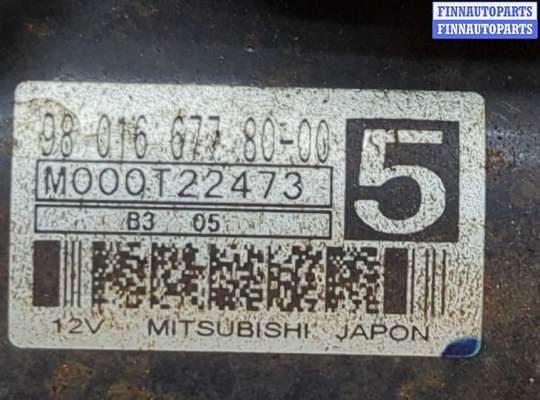 FINNAUTOPARTS
FINNAUTOPARTS
98 016 677 80-00
M000T22473
5
B3 05
12V MITSUBISHI JAPON